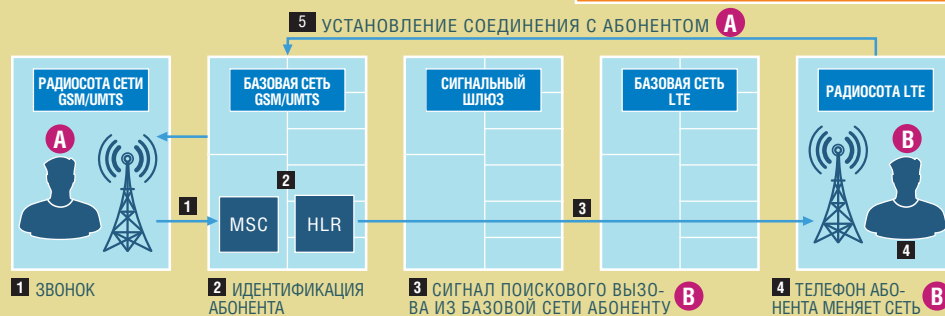 5 УСТАНОВЛЕНИЕ СОЕДИНЕНИЯ С АБОНЕНТОМ A
РАДИОСОТА СЕТИ
GSM/UMTS
БАЗОВАЯ СЕТЬ
GSM/UMTS
СИГНАЛЬНЫЙ
ШЛЮЗ
БАЗОВАЯ СЕТЬ
LTE
РАДИОСОТА LTE
A
B
1
2
MSC
HLR
3
4
1 ЗВОНОК
2 ИДЕНТИФИКАЦИЯ
АБОНЕНТА
3 СИГНАЛ ПОИСКОВОГО ВЫЗО-
ВА ИЗ БАЗОВОЙ СЕТИ АБОНЕНТУ B
4 ТЕЛЕФОН АБО-
НЕНТА МЕНЯЕТ СЕТЬ B